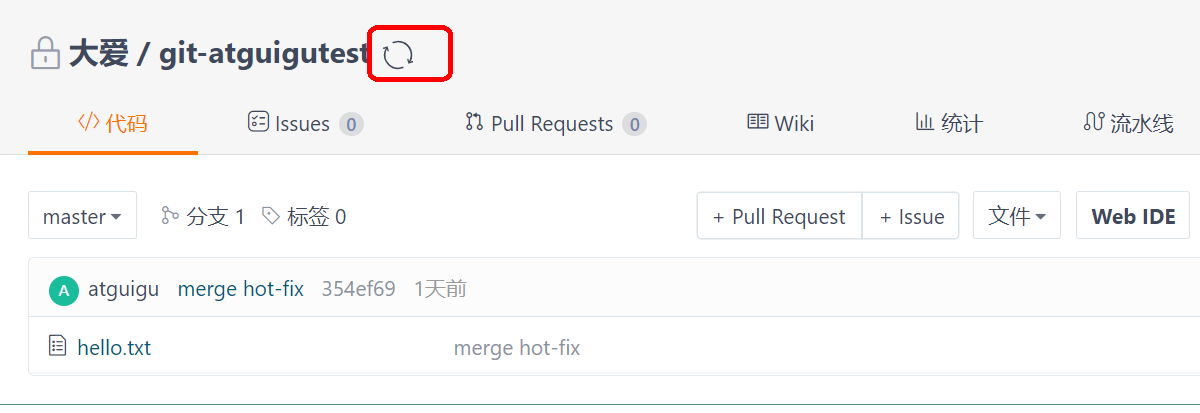 大爱 / git-atguigutest
代码 Issues 0 Pull Requests 0 Wiki 统计 流水线
master 分支 1 标签 0 + Pull Request + Issue 文件 Web IDE
A atguigu merge hot-fix 354ef69 1天前
hello.txt merge hot-fix